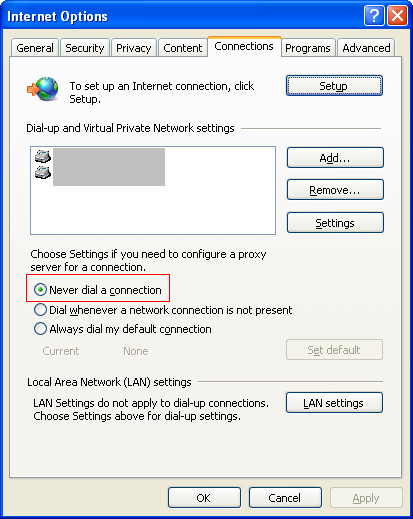 Internet Options
General Security Privacy Content Connections Programs Advanced
To set up an Internet connection, click
Setup.
Setup
Dial-up and Virtual Private Network settings
Add...
Remove...
Settings
Choose Settings if you need to configure a proxy
server for a connection.
Never dial a connection
Dial whenever a network connection is not present
Always dial my default connection
Current None Set default
Local Area Network (LAN) settings
LAN Settings do not apply to dial-up connections.
Choose Settings above for dial-up settings.
LAN settings
OK Cancel Apply